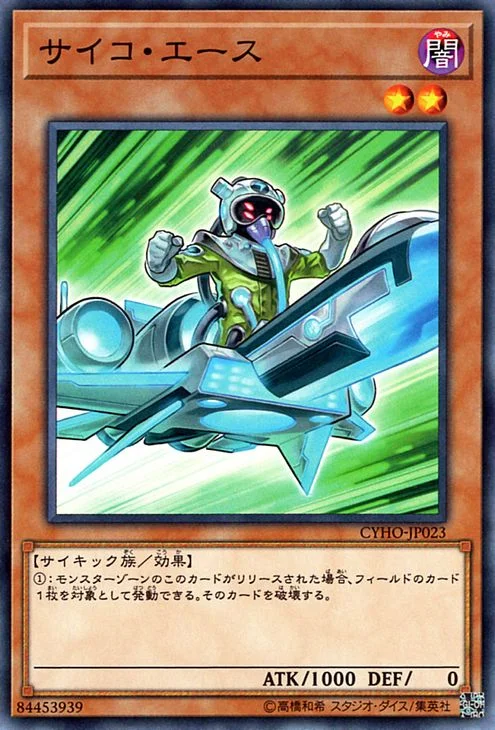 サイコ・エース
やみ
闇
CYHO-JP023
【サイキック族／効果】
①：モンスターゾーンのこのカードがリリースされた場合、フィールドのカード
1枚を対象として発動できる。そのカードを破壊する。
ATK/1000 DEF/ 0
84453939
©高橋和希 スタジオ・ダイス/集英社